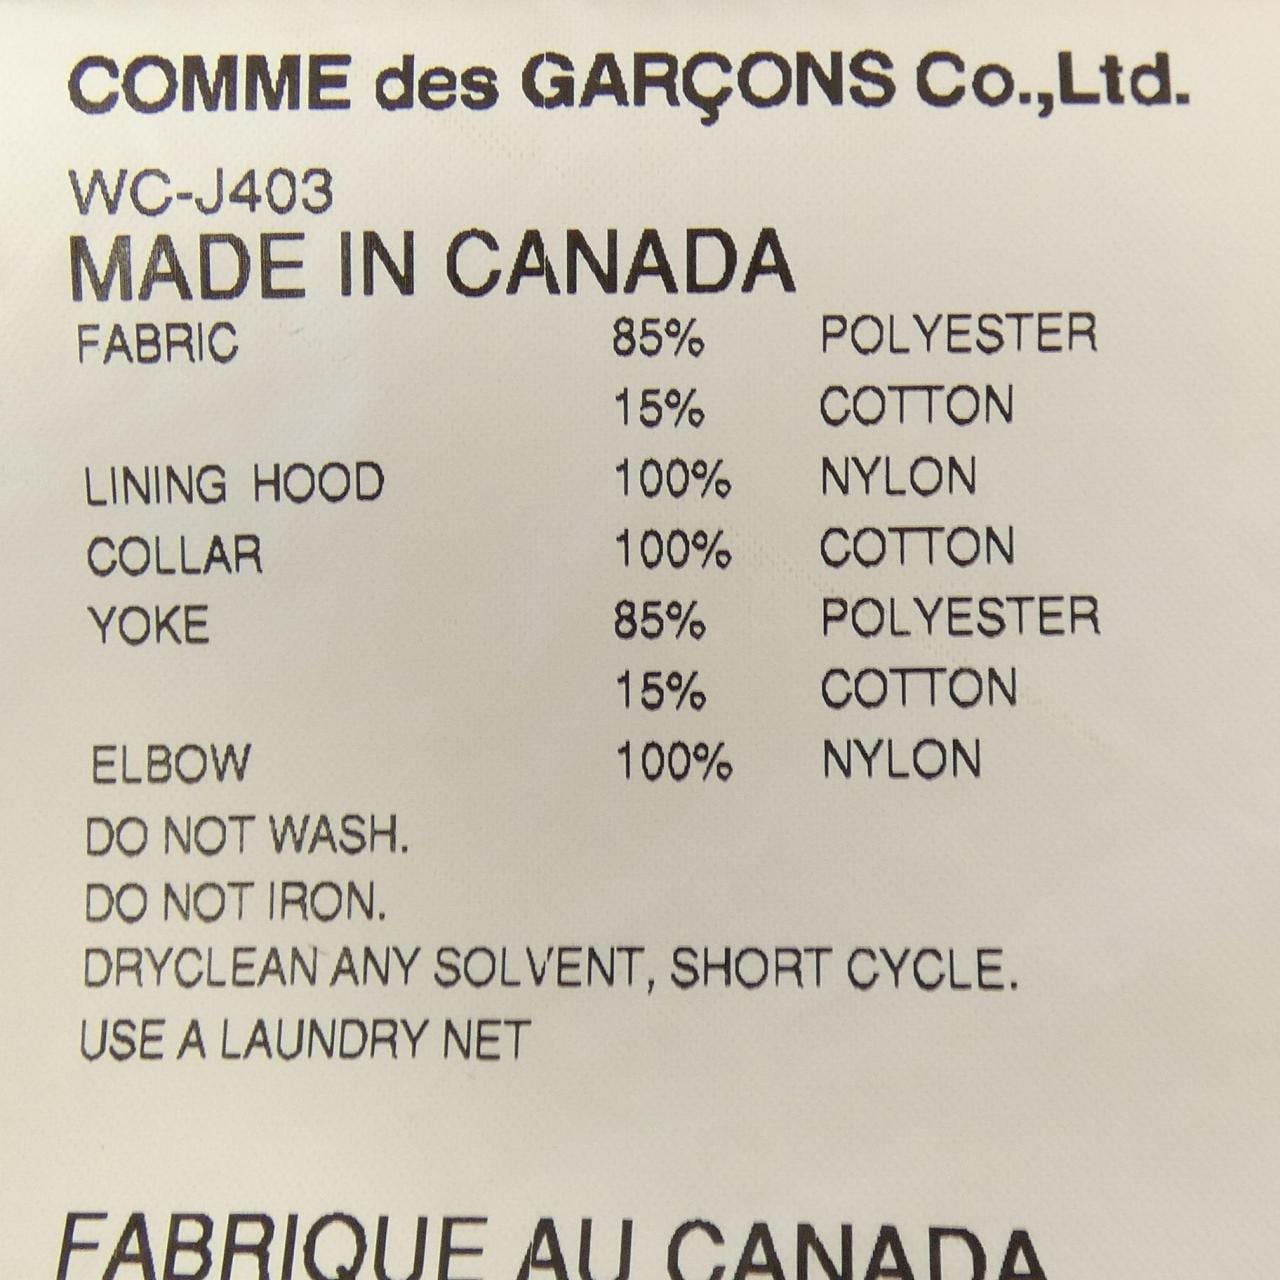 COMME des GARÇONS Co.,Ltd.
WC-J403
MADE IN CANADA
FABRIC 85% POLYESTER
15% COTTON
LINING HOOD 100% NYLON
COLLAR 100% COTTON
YOKE 85% POLYESTER
15% COTTON
ELBOW 100% NYLON
DO NOT WASH.
DO NOT IRON.
DRYCLEAN ANY SOLVENT, SHORT CYCLE.
USE A LAUNDRY NET
FABRIQUE AU CANADA